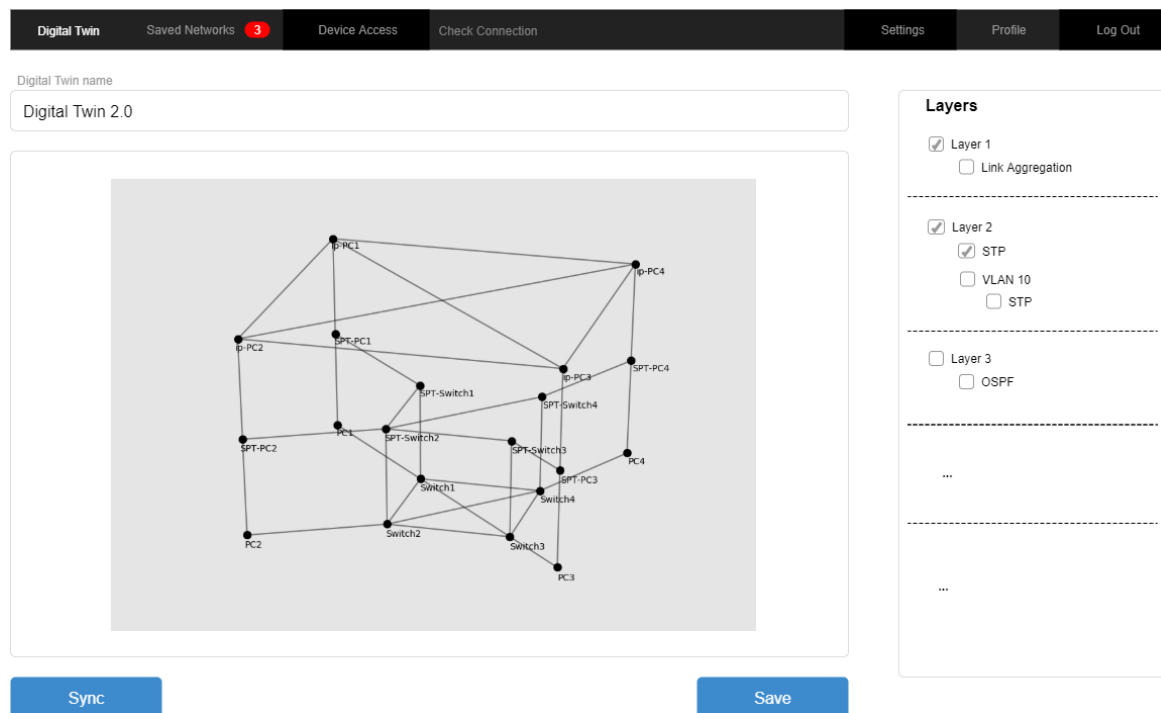 Digital Twin Saved Networks 3 Device Access Check Connection Settings Profile Log Out
Digital Twin name
Digital Twin 2.0
Layers
Layer 1
Link Aggregation
Layer 2
STP
VLAN 10
STP
Layer 3
OSPF
...
...
ip-PC1
ip-PC4
ip-PC2
SPT-PC1
ip-PC3
SPT-PC4
SPT-Switch1
SPT-Switch4
PC1
SPT-Switch2
SPT-PC2
SPT-Switch3
PC4
SPT-PC3
Switch1
Switch4
Switch2
PC2
Switch3
PC3
Sync Save